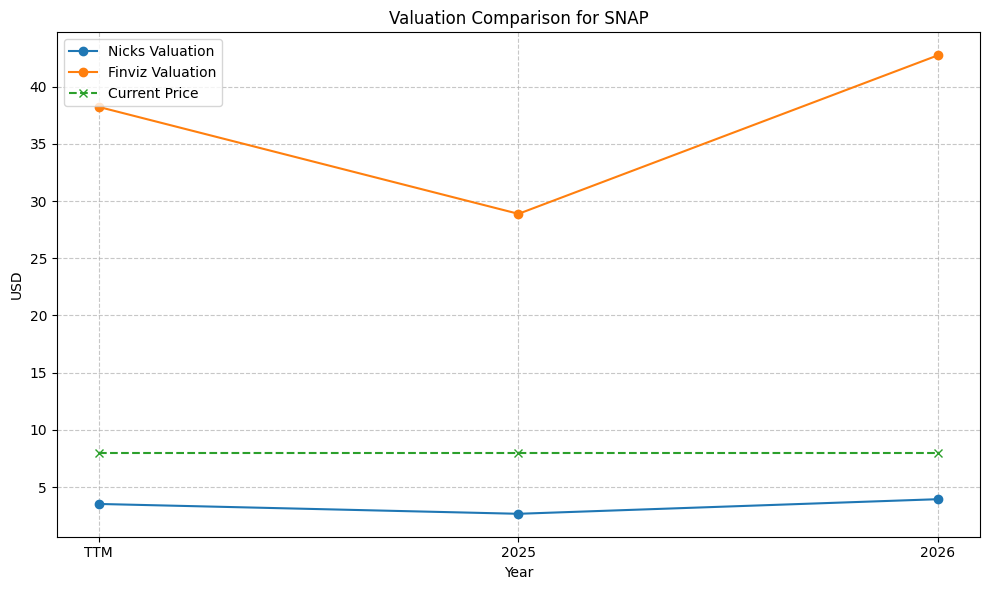 Valuation Comparison for SNAP
Nicks Valuation
Finviz Valuation
Current Price
USD
40
35
30
25
20
15
10
5
TTM
2025
2026
Year